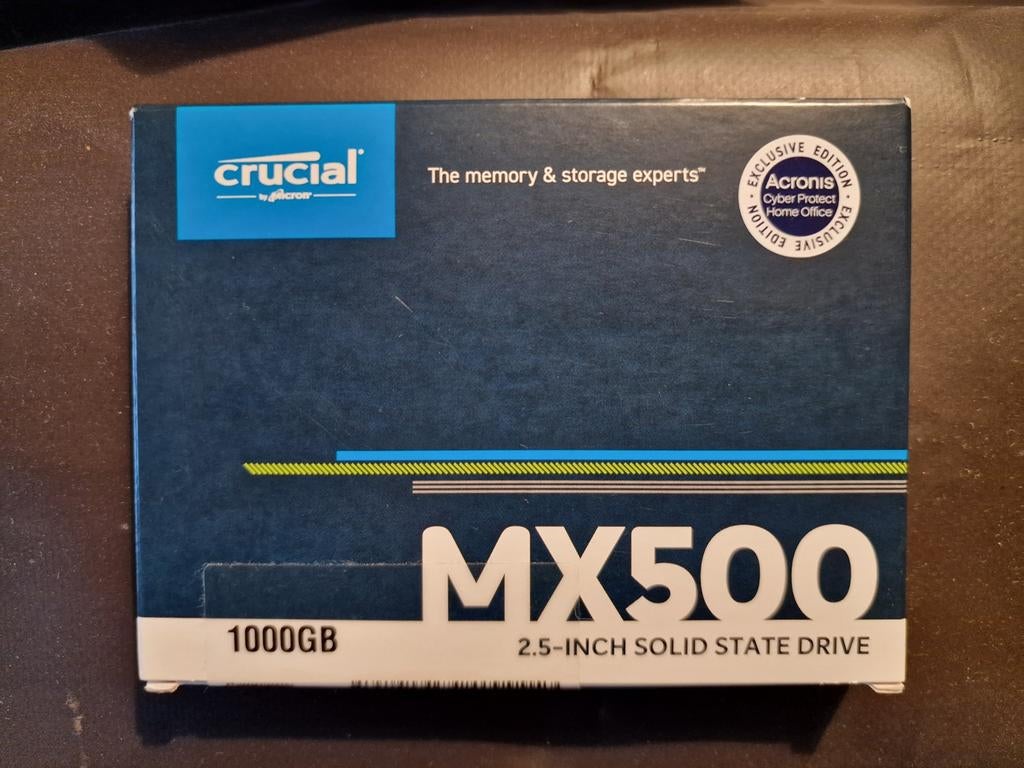 crucial
by Micron
The memory & storage experts™
EXCLUSIVE EDITION · EXCLUSIVE EDITION ·
Acronis
Cyber Protect
Home Office
MX500
1000GB
2.5-INCH SOLID STATE DRIVE